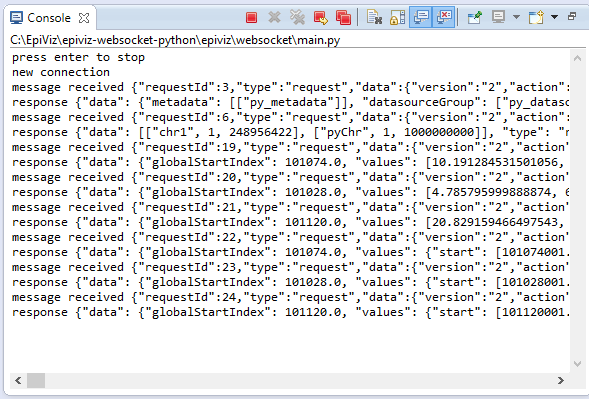 Console
C:\EpiViz\epiviz-websocket-python\epiviz\websocket\main.py
press enter to stop
new connection
message received {"requestId":3,"type":"request","data":{"version":"2","action":
response {"data": {"metadata": [["py_metadata"]], "datasourceGroup": ["py_dataso
message received {"requestId":6,"type":"request","data":{"version":"2","action":
response {"data": [["chr1", 1, 248956422], ["pyChr", 1, 1000000000]], "type": "r
message received {"requestId":19,"type":"request","data":{"version":"2","action"
response {"data": {"globalStartIndex": 101074.0, "values": [10.191284531501056,
message received {"requestId":20,"type":"request","data":{"version":"2","action"
response {"data": {"globalStartIndex": 101028.0, "values": [4.785795999888874, 6
message received {"requestId":21,"type":"request","data":{"version":"2","action"
response {"data": {"globalStartIndex": 101120.0, "values": [20.829159466497543,
message received {"requestId":22,"type":"request","data":{"version":"2","action"
response {"data": {"globalStartIndex": 101074.0, "values": {"start": [101074001.
message received {"requestId":23,"type":"request","data":{"version":"2","action"
response {"data": {"globalStartIndex": 101028.0, "values": {"start": [101028001.
message received {"requestId":24,"type":"request","data":{"version":"2","action"
response {"data": {"globalStartIndex": 101120.0, "values": {"start": [101120001.